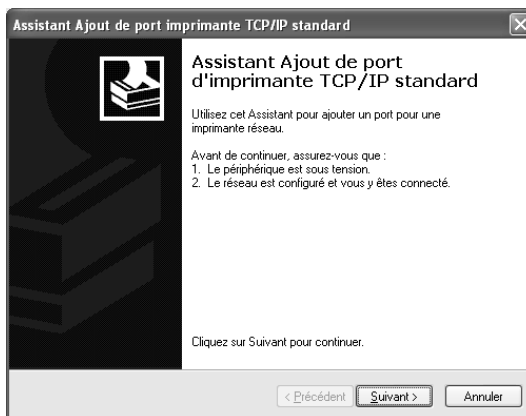 Assistant Ajout de port imprimante TCP/IP standard
Assistant Ajout de port
d'imprimante TCP/IP standard
Utilisez cet Assistant pour ajouter un port pour une
imprimante réseau.
Avant de continuer, assurez-vous que :
1. Le périphérique est sous tension.
2. Le réseau est configuré et vous y êtes connecté.
Cliquez sur Suivant pour continuer.
< Précédent Suivant > Annuler